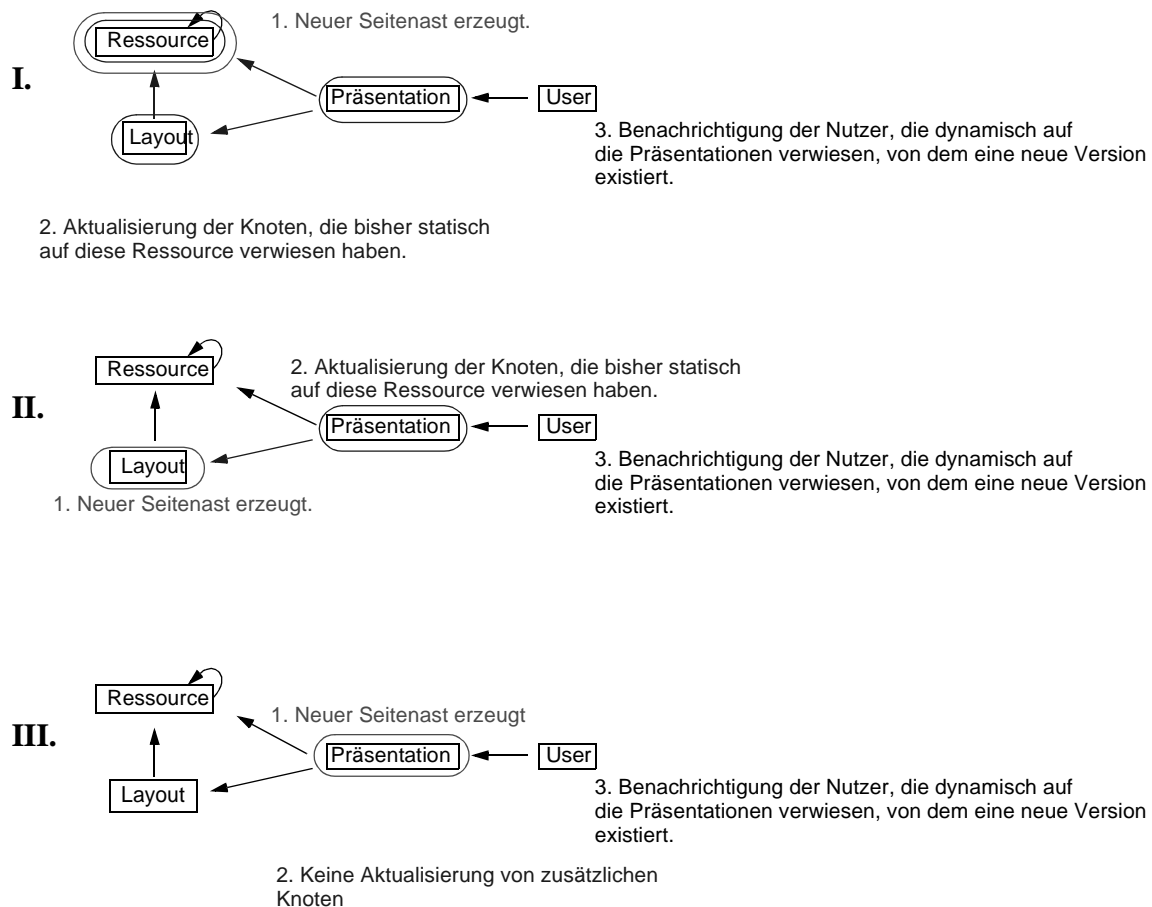 1. Neuer Seitenast erzeugt.
Ressource
I.
Präsentation
User
Layout
3. Benachrichtigung der Nutzer, die dynamisch auf
die Präsentationen verwiesen, von dem eine neue Version
existiert.
2. Aktualisierung der Knoten, die bisher statisch
auf diese Ressource verwiesen haben.
Ressource
2. Aktualisierung der Knoten, die bisher statisch
auf diese Ressource verwiesen haben.
II.
Präsentation
User
Layout
3. Benachrichtigung der Nutzer, die dynamisch auf
die Präsentationen verwiesen, von dem eine neue Version
existiert.
1. Neuer Seitenast erzeugt.
Ressource
1. Neuer Seitenast erzeugt
III.
Präsentation
User
Layout
3. Benachrichtigung der Nutzer, die dynamisch auf
die Präsentationen verwiesen, von dem eine neue Version
existiert.
2. Keine Aktualisierung von zusätzlichen
Knoten